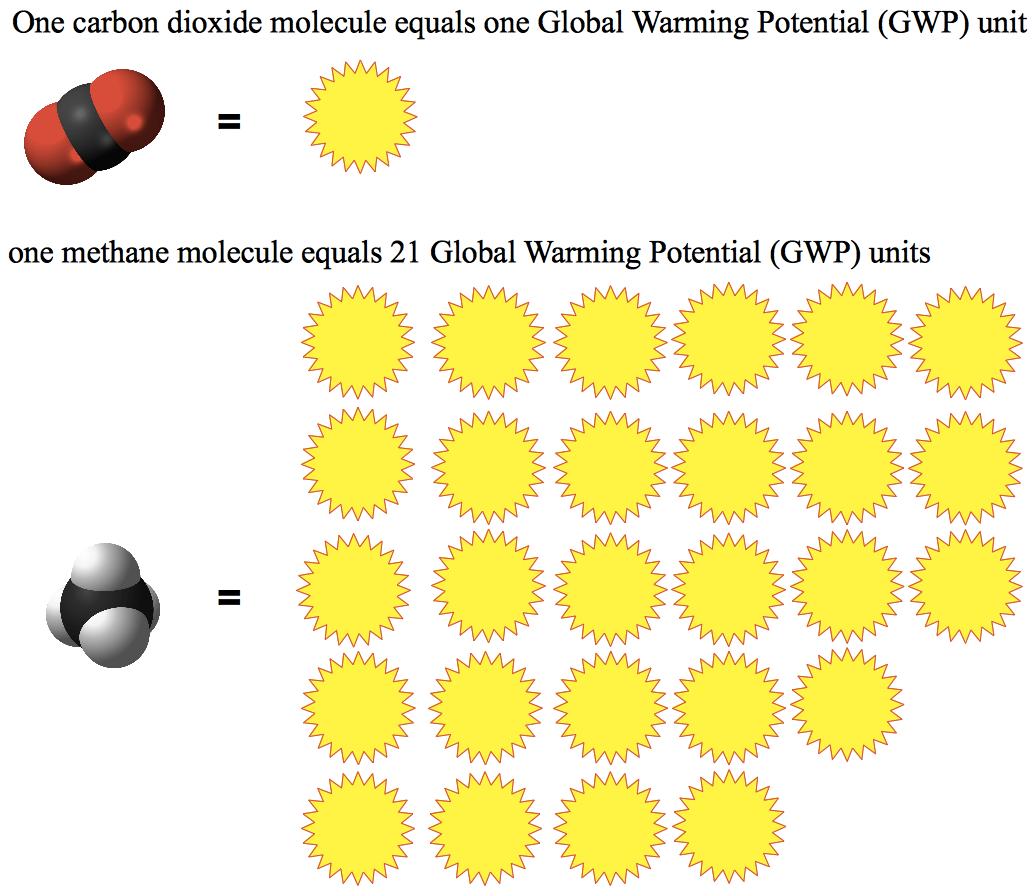 One carbon dioxide molecule equals one Global Warming Potential (GWP) unit
=
one methane molecule equals 21 Global Warming Potential (GWP) units
=